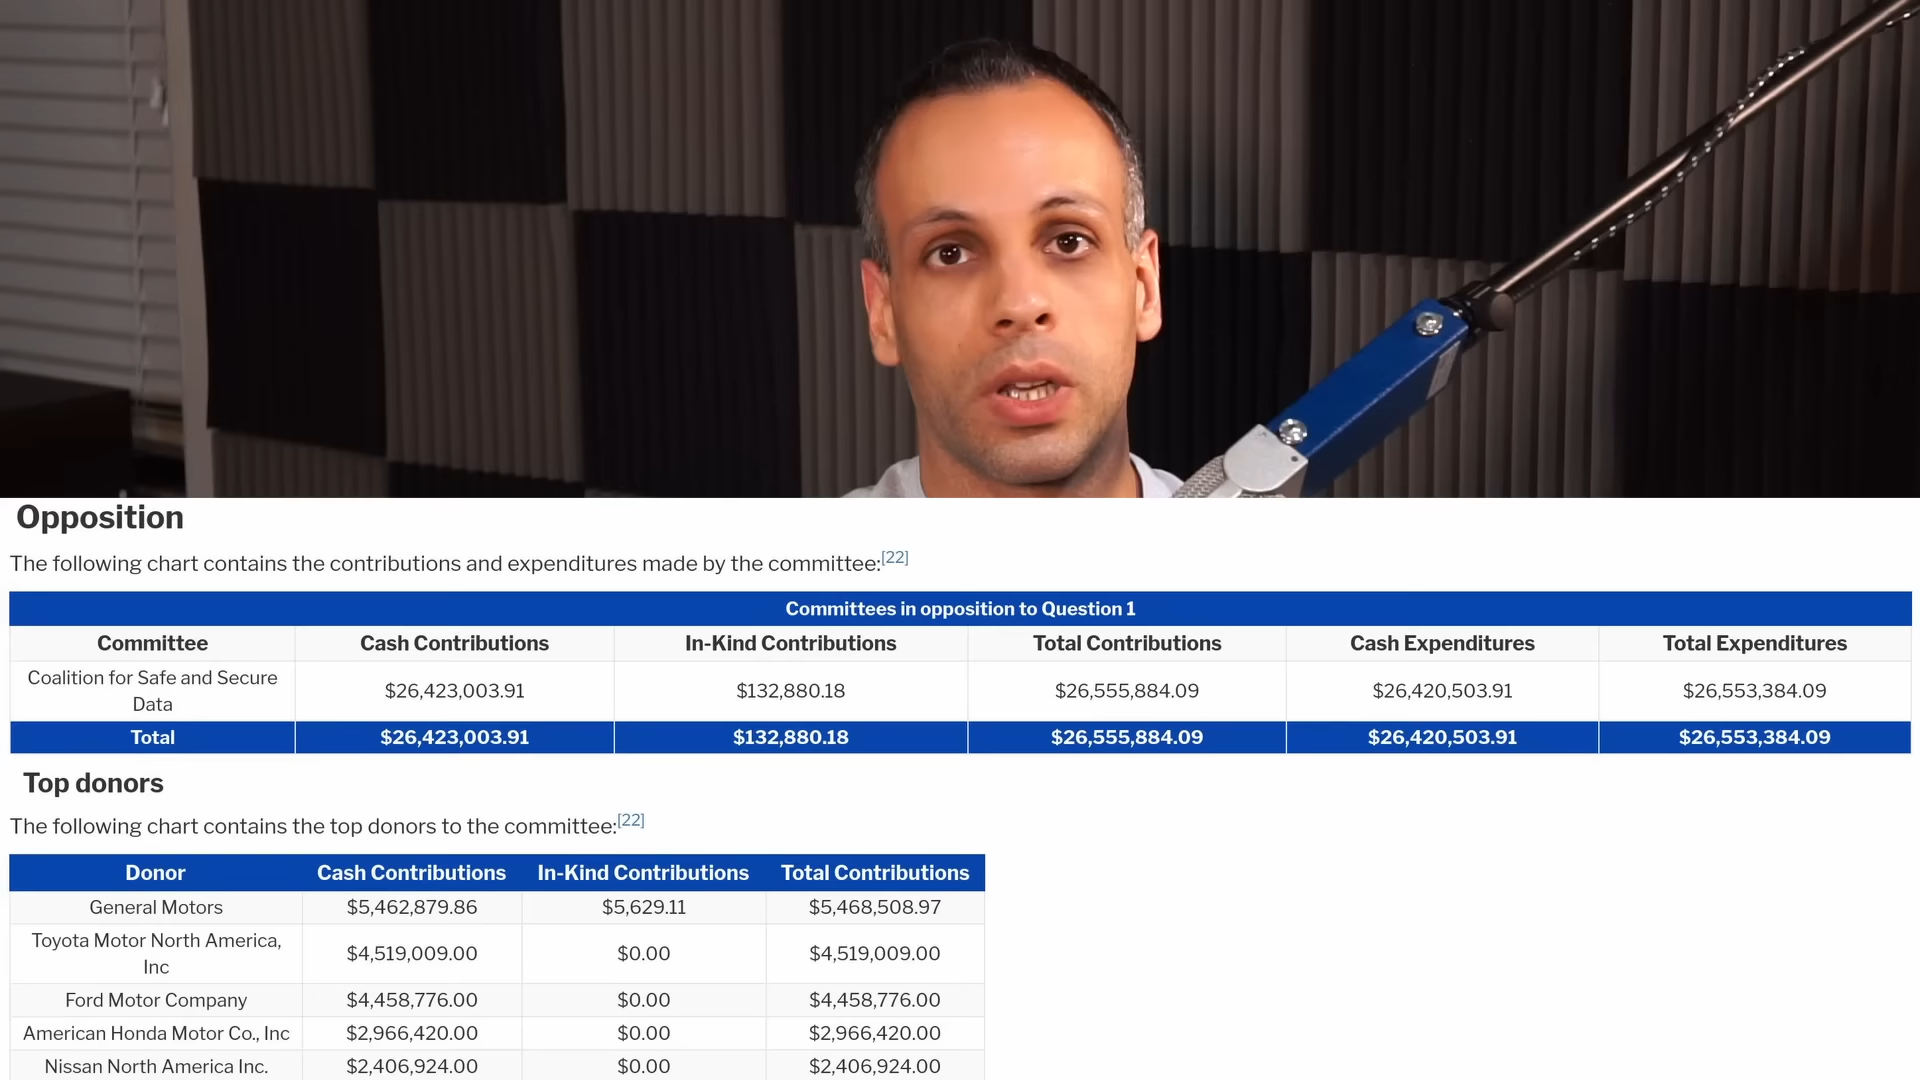 Opposition
The following chart contains the contributions and expenditures made by the committee:[22]
Committees in opposition to Question 1
Committee Cash Contributions In-Kind Contributions Total Contributions Cash Expenditures Total Expenditures
Coalition for Safe and Secure
Data $26,423,003.91 $132,880.18 $26,555,884.09 $26,420,503.91 $26,553,384.09
Total $26,423,003.91 $132,880.18 $26,555,884.09 $26,420,503.91 $26,553,384.09
Top donors
The following chart contains the top donors to the committee:[22]
Donor Cash Contributions In-Kind Contributions Total Contributions
General Motors $5,462,879.86 $5,629.11 $5,468,508.97
Toyota Motor North America,
Inc $4,519,009.00 $0.00 $4,519,009.00
Ford Motor Company $4,458,776.00 $0.00 $4,458,776.00
American Honda Motor Co., Inc $2,966,420.00 $0.00 $2,966,420.00
Nissan North America Inc. $2,406,924.00 $0.00 $2,406,924.00